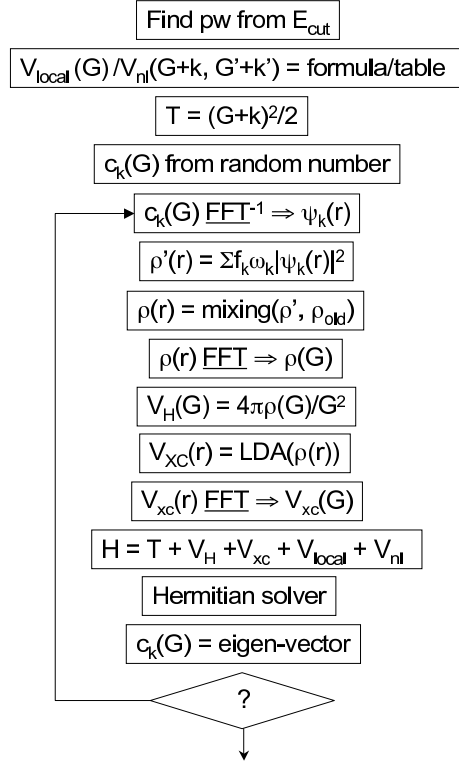 Find pw from E_cut
V_local (G) /V_nl(G+k, G'+k') = formula/table
T = (G+k)²/2
c_k(G) from random number
c_k(G) FFT⁻¹ ⇒ ψ_k(r)
ρ'(r) = Σf_kω_k|ψ_k(r)|²
ρ(r) = mixing(ρ', ρ_old)
ρ(r) FFT ⇒ ρ(G)
V_H(G) = 4πρ(G)/G²
V_XC(r) = LDA(ρ(r))
V_xc(r) FFT ⇒ V_xc(G)
H = T + V_H +V_xc + V_local + V_nl
Hermitian solver
c_k(G) = eigen-vector
?